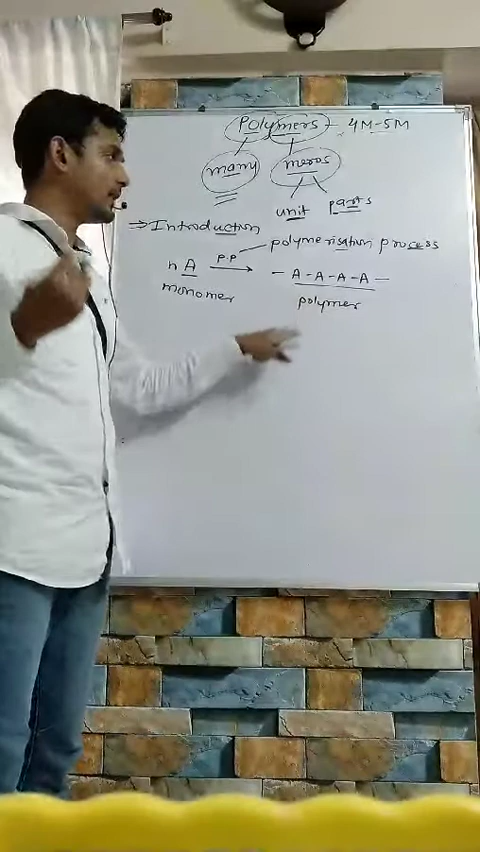 Polymers - 4M-5M
many meros
unit parts
⇒ Introduction
p.p polymerisation process
n A → - A - A - A - A -
monomer polymer